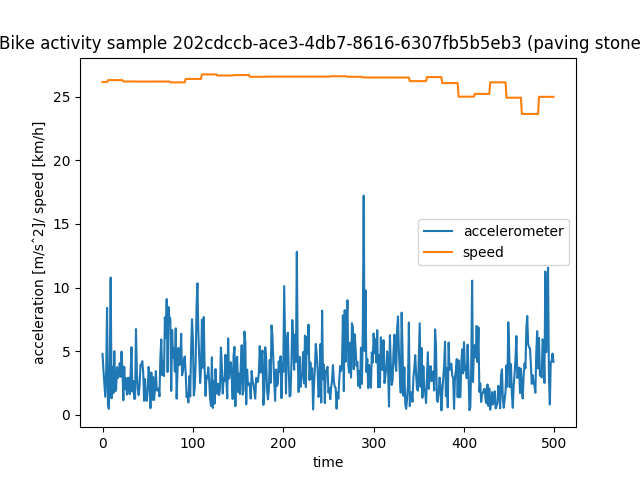 Bike activity sample 202cdccb-ace3-4db7-8616-6307fb5b5eb3 (paving stone
acceleration [m/s^2]/ speed [km/h]
25
20
15
10
5
0
accelerometer
speed
0 100 200 300 400 500
time